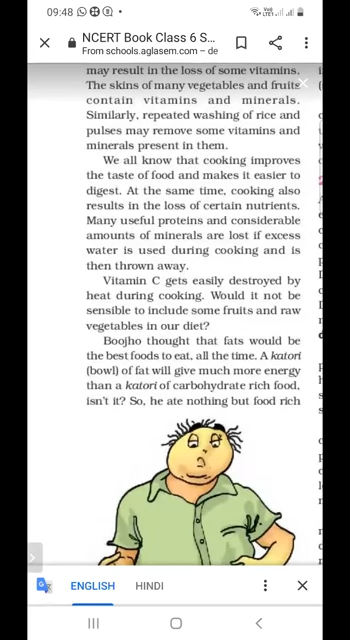 09:48
VoLTE1
NCERT Book Class 6 S...
From schools.aglasem.com – de
may result in the loss of some vitamins.
The skins of many vegetables and fruits
contain vitamins and minerals.
Similarly, repeated washing of rice and
pulses may remove some vitamins and
minerals present in them.
We all know that cooking improves
the taste of food and makes it easier to
digest. At the same time, cooking also
results in the loss of certain nutrients.
Many useful proteins and considerable
amounts of minerals are lost if excess
water is used during cooking and is
then thrown away.
Vitamin C gets easily destroyed by
heat during cooking. Would it not be
sensible to include some fruits and raw
vegetables in our diet?
Boojho thought that fats would be
the best foods to eat, all the time. A katori
(bowl) of fat will give much more energy
than a katori of carbohydrate rich food,
isn't it? So, he ate nothing but food rich
ENGLISH HINDI